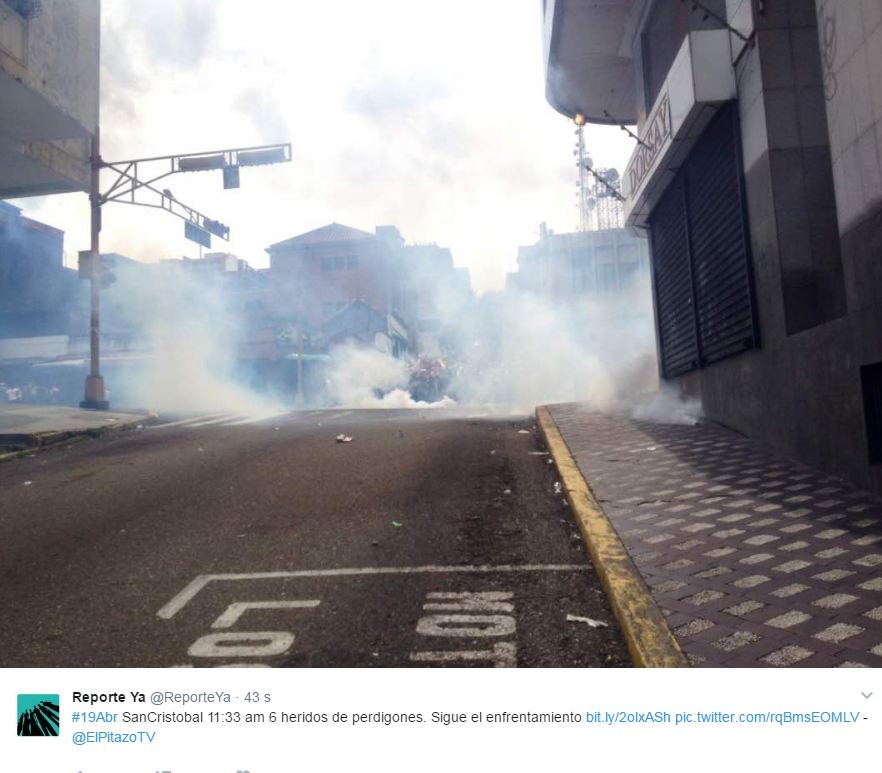 DORSAY
Reporte Ya @ReporteYa · 43 s
#19Abr SanCristobal 11:33 am 6 heridos de perdigones. Sigue el enfrentamiento bit.ly/2olxASh pic.twitter.com/rqBmsEOMLV -
@ElPitazoTV